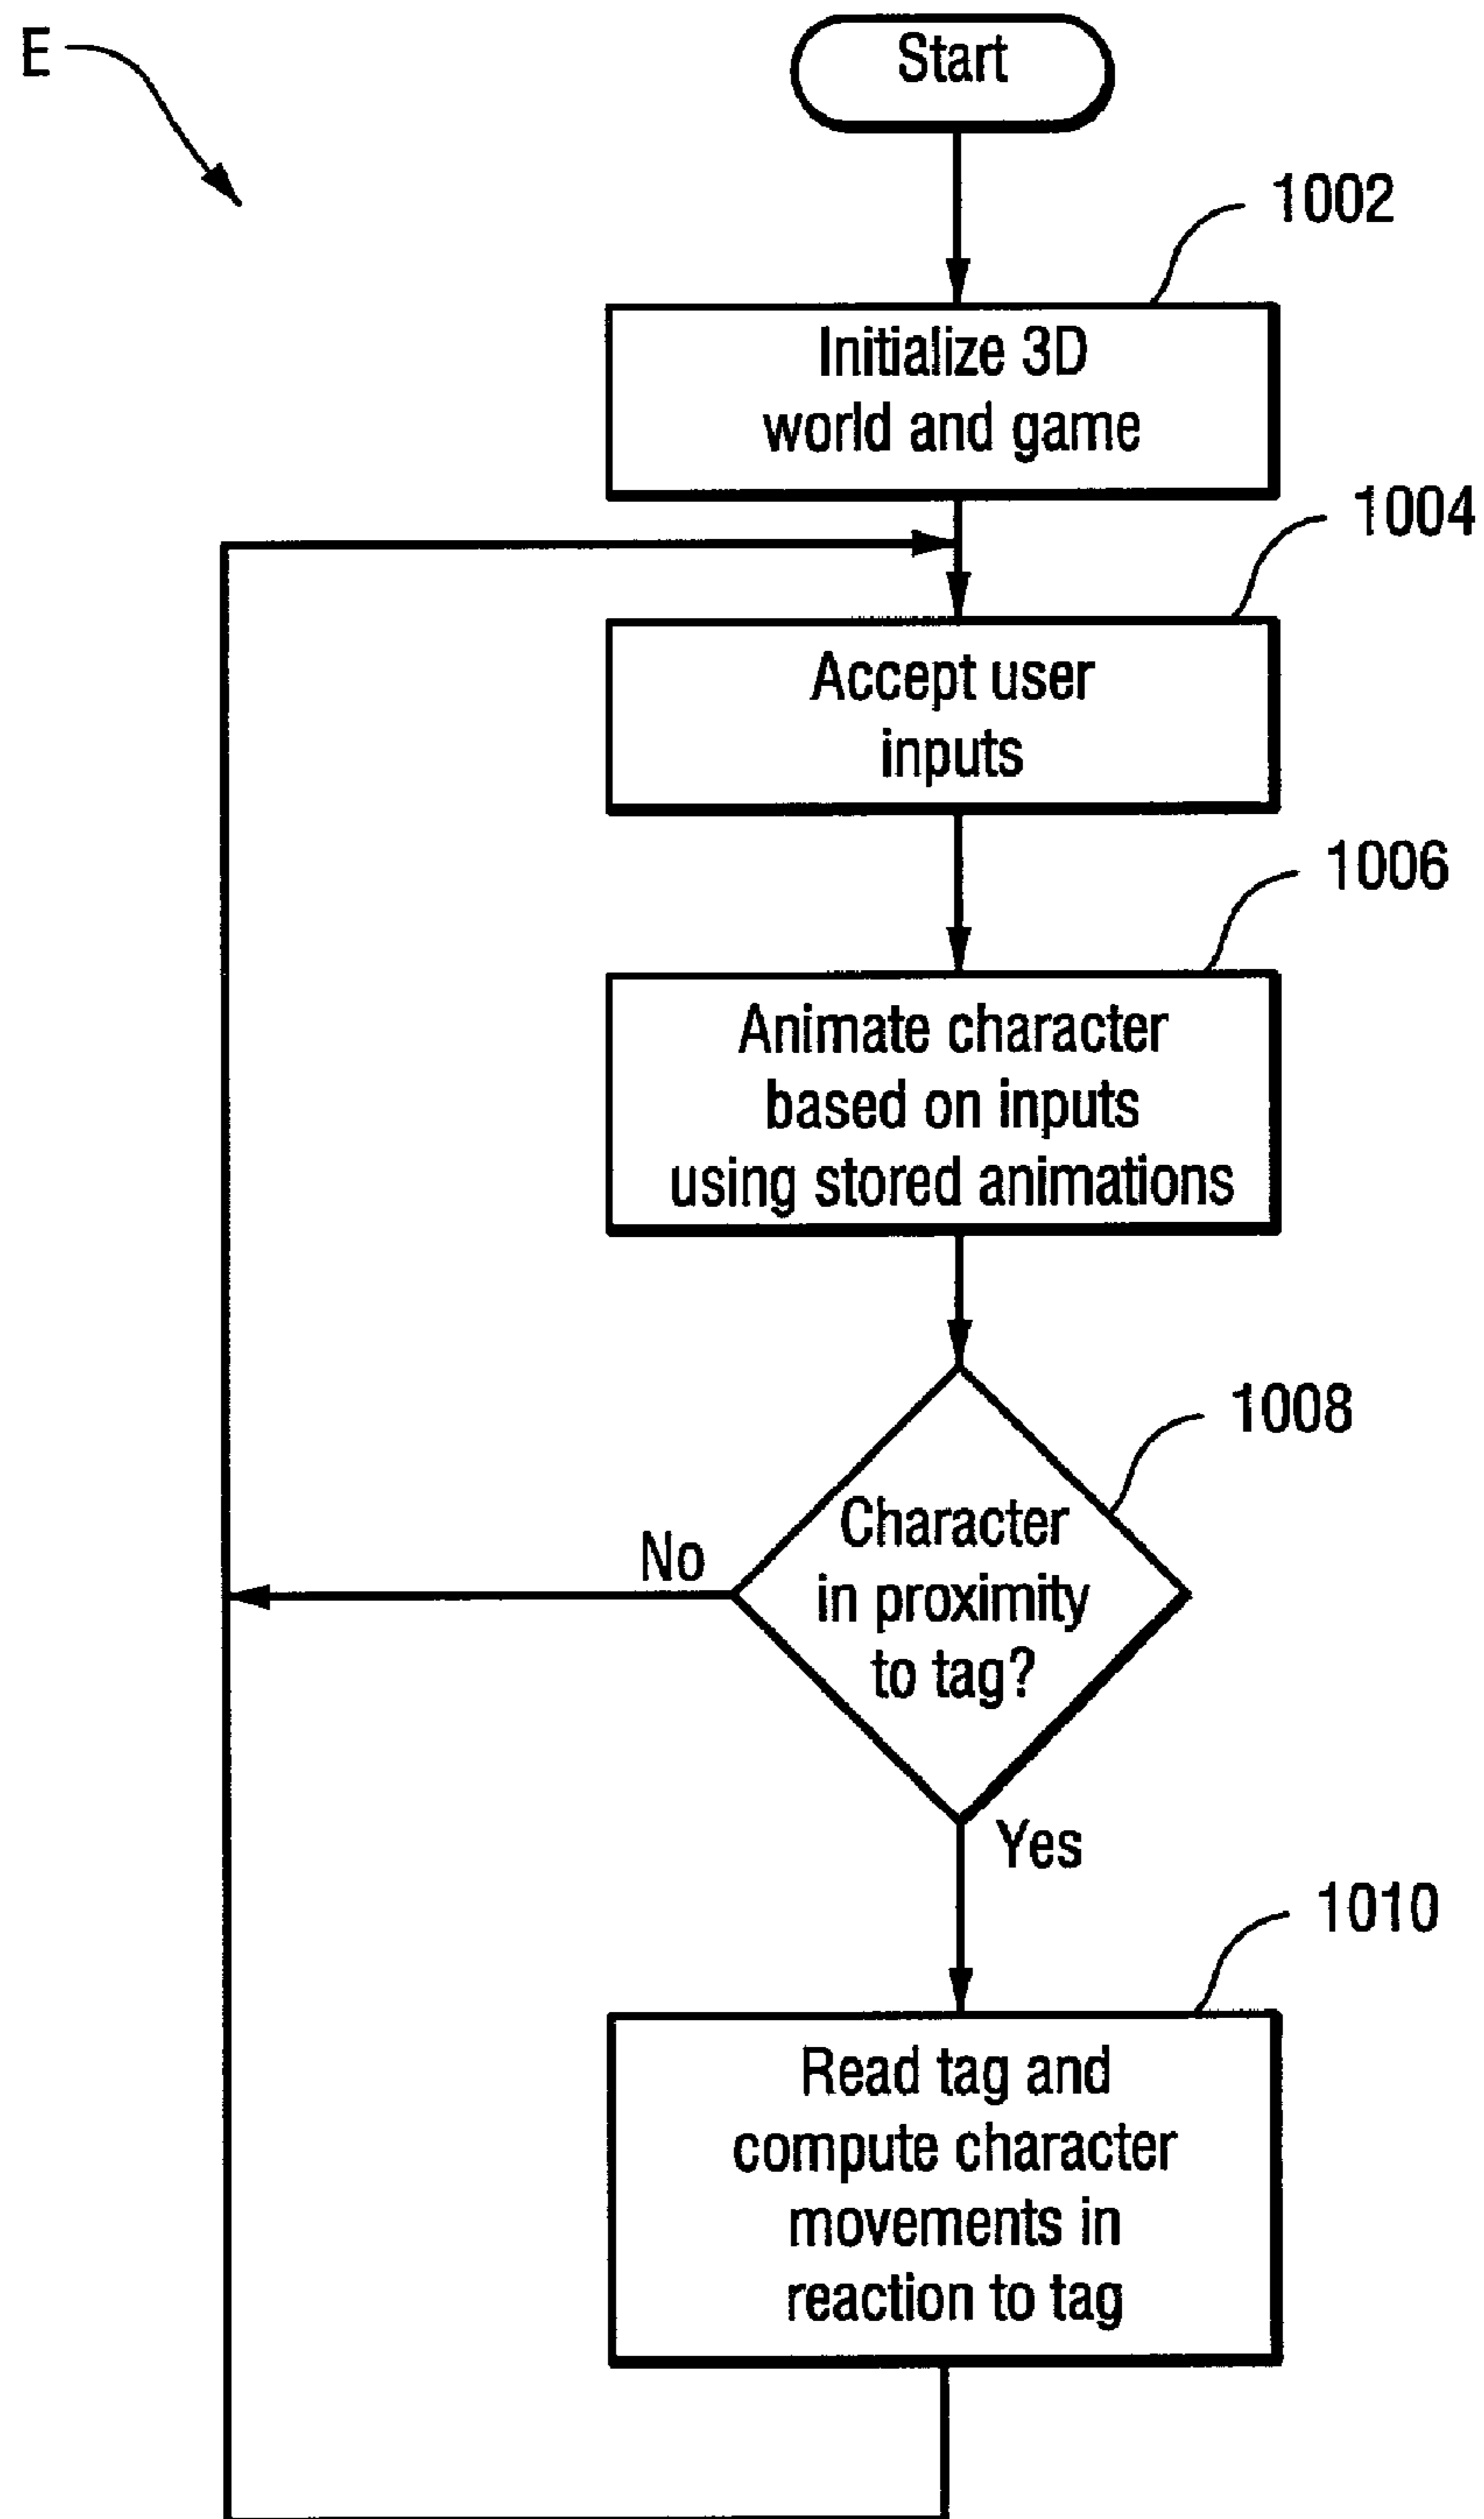 E
Start
1002
Initialize 3D
world and game
1004
Accept user
inputs
1006
Animate character
based on inputs
using stored animations
1008
Character
in proximity
to tag?
No
Yes
1010
Read tag and
compute character
movements in
reaction to tag